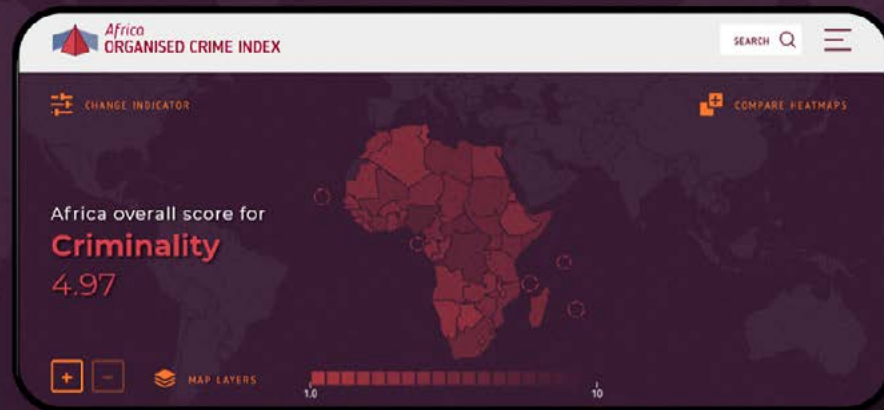 Africa
ORGANISED CRIME INDEX
SEARCH
CHANGE INDICATOR
COMPARE HEATMAPS
Africa overall score for
Criminality
4.97
+
−
MAP LAYERS
1.0
10